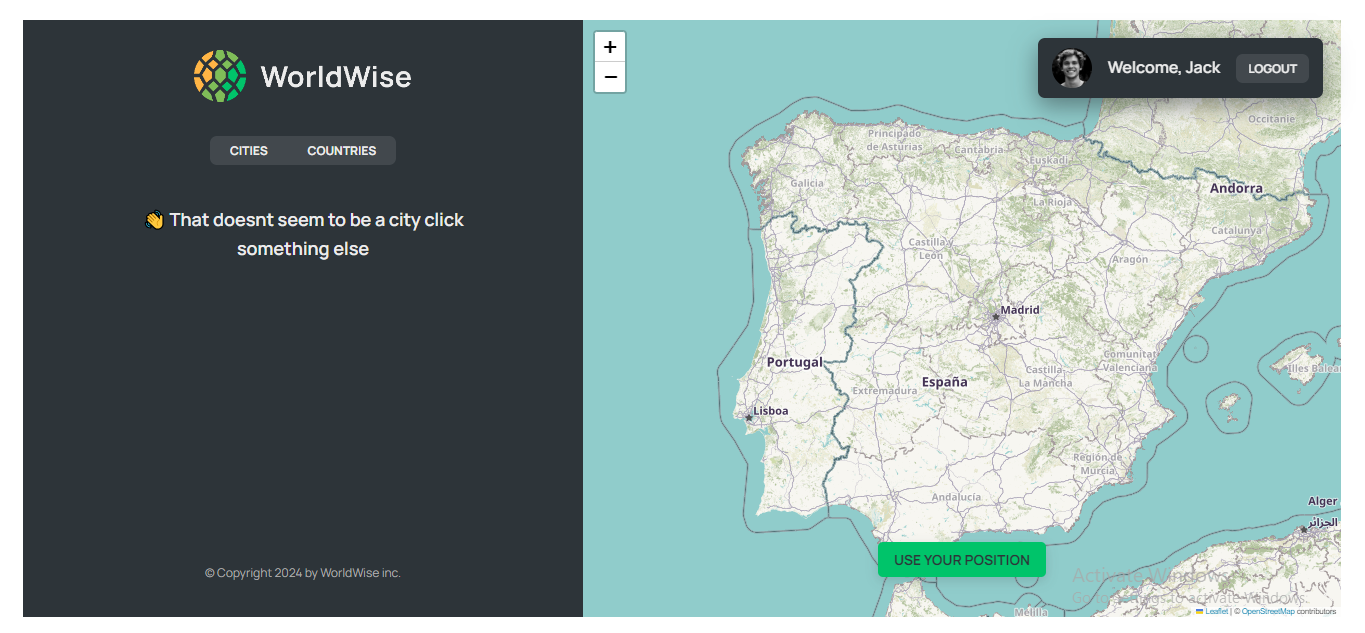 WorldWise
CITIES COUNTRIES
👋 That doesnt seem to be a city click
something else
© Copyright 2024 by WorldWise inc.
+
−
Welcome, Jack LOGOUT
Occitanie
Principado
de Asturias
Cantabria
Euskadi
Galicia
La Rioja
Andorra
Catalunya
Castilla y
León
Aragón
Madrid
Portugal
Comunitat
Valenciana
Castilla-
La Mancha
España
Extremadura
Illes Balears
Lisboa
Región de
Murcia
Andalucía
Alger
الجزائر
USE YOUR POSITION
Activate Windows
Go to Settings to activate Windows.
Melilla
Leaflet | © OpenStreetMap contributors